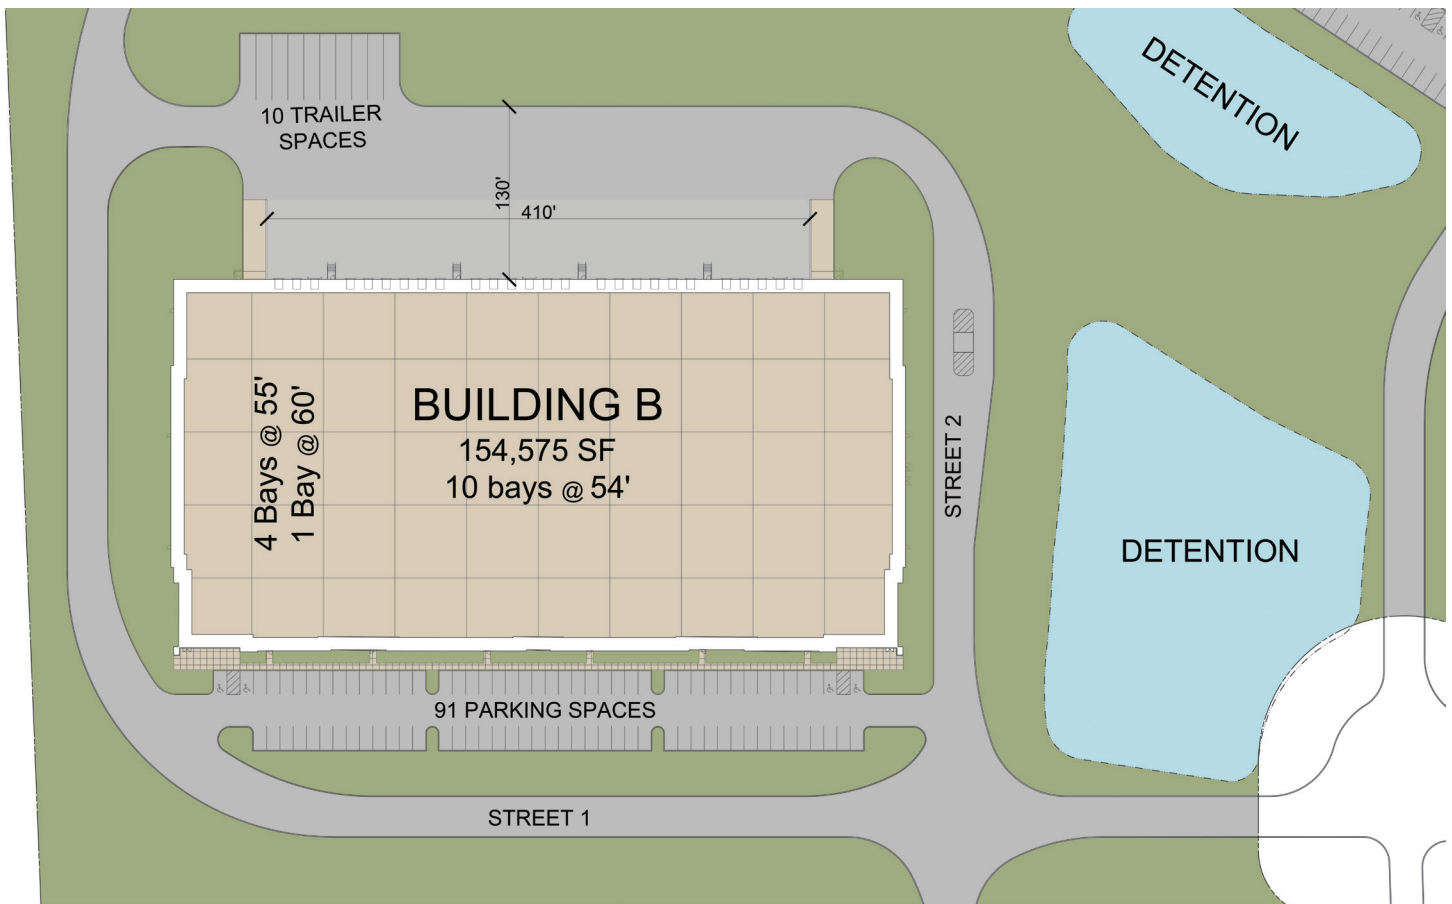 DETENTION
10 TRAILER
SPACES
130'
410'
BUILDING B
154,575 SF
10 bays @ 54'
4 Bays @ 55'
1 Bay @ 60'
STREET 2
DETENTION
91 PARKING SPACES
STREET 1